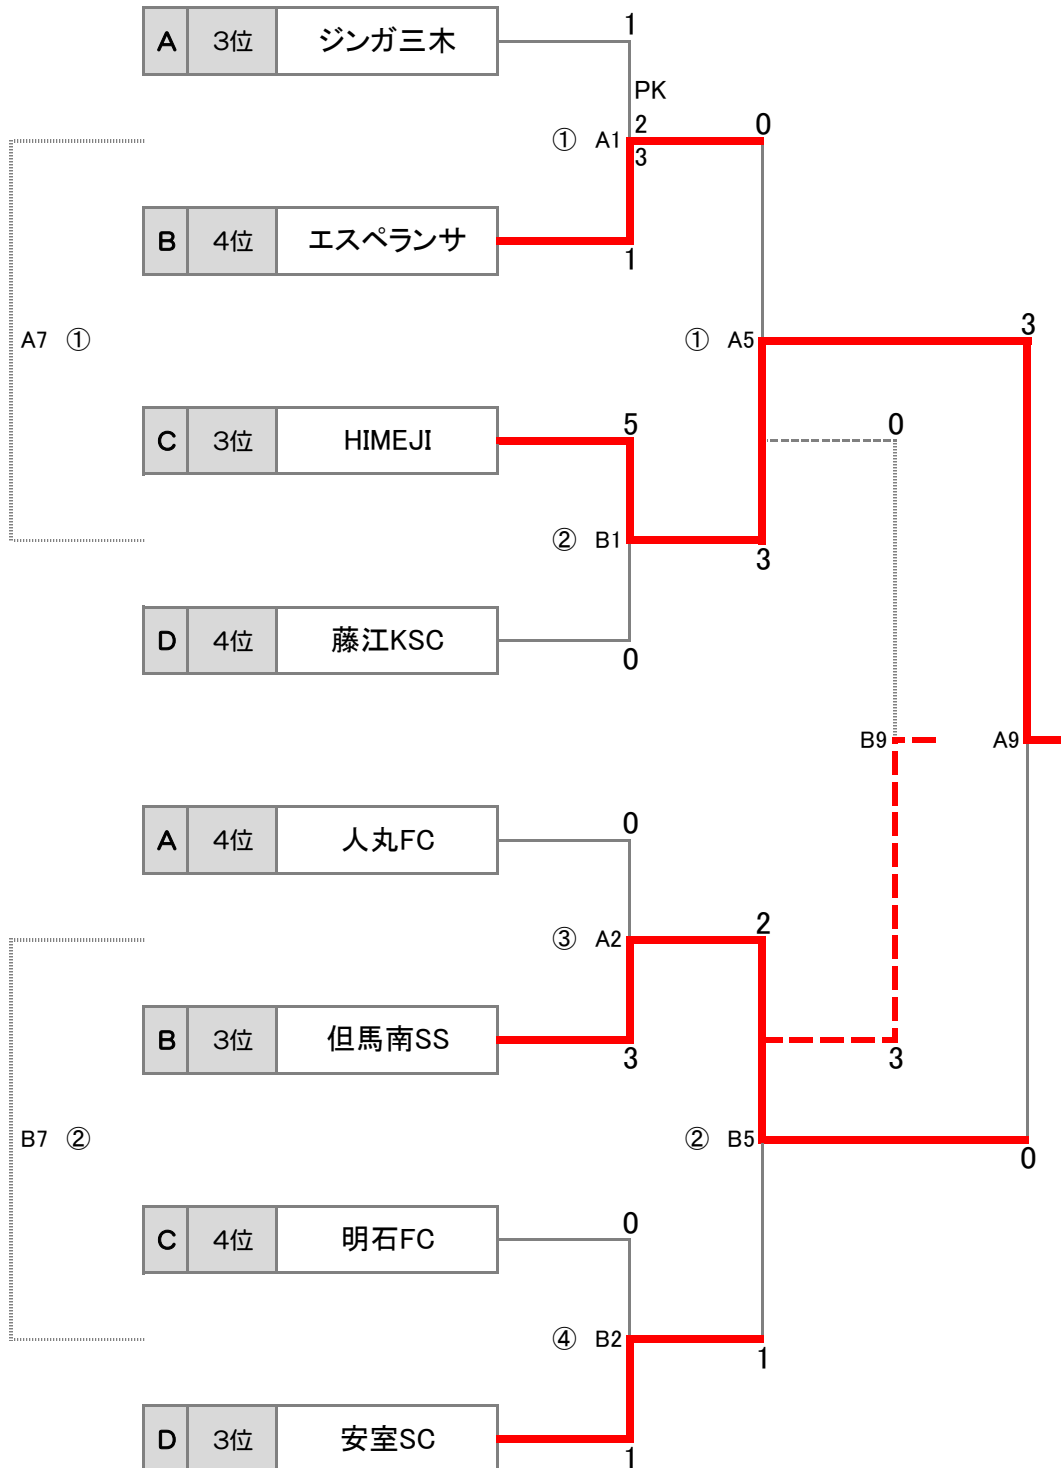 1
A 3位 ジンガ三木
PK
2
0
① A1
3
B 4位 エスペランサ
1
A7 ①
① A5
3
5
0
C 3位 HIMEJI
② B1
3
D 4位 藤江KSC
0
B9
A9
0
A 4位 人丸FC
2
③ A2
B 3位 但馬南SS
3
3
B7 ②
② B5
0
0
C 4位 明石FC
④ B2
1
D 3位 安室SC
1